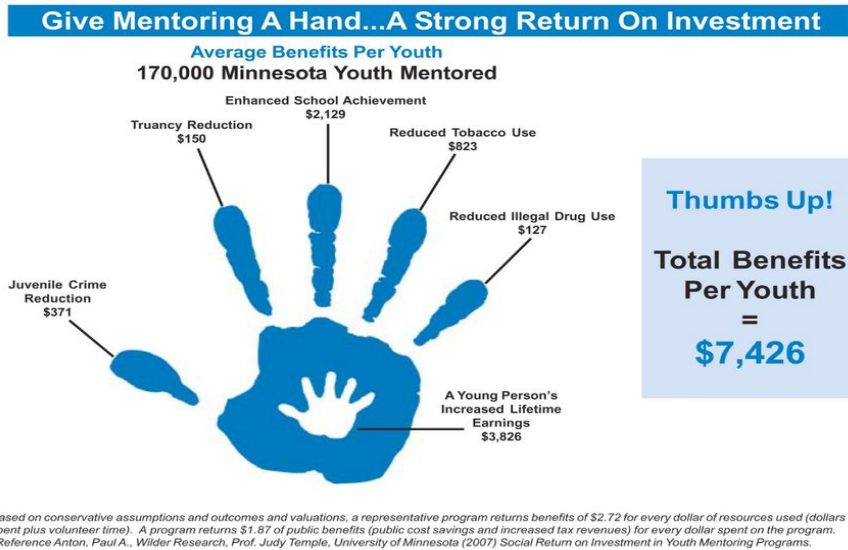 Give Mentoring A Hand...A Strong Return On Investment
Average Benefits Per Youth
170,000 Minnesota Youth Mentored
Enhanced School Achievement
$2,129
Truancy Reduction
$150
Reduced Tobacco Use
$823
Reduced Illegal Drug Use
$127
Juvenile Crime
Reduction
$371
A Young Person's
Increased Lifetime
Earnings
$3,826
Thumbs Up!
Total Benefits
Per Youth
=
$7,426
on conservative assumptions and outcomes and valuations, a representative program returns benefits of $2.72 for every dollar of resources used (dollars
plus volunteer time). A program returns $1.87 of public benefits (public cost savings and increased tax revenues) for every dollar spent on the program.
Reference Anton, Paul A., Wilder Research, Prof. Judy Temple, University of Minnesota (2007) Social Return on Investment in Youth Mentoring Programs.